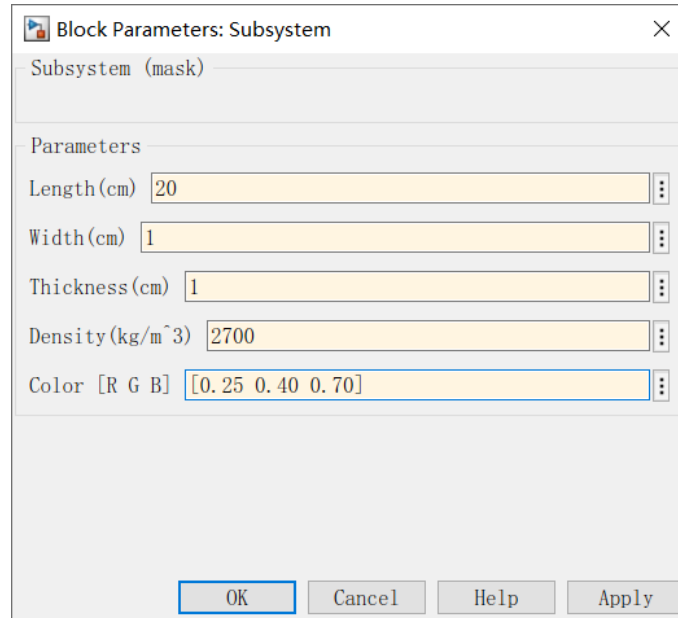 Block Parameters: Subsystem
Subsystem (mask)
Parameters
Length(cm) 20
Width(cm) 1
Thickness(cm) 1
Density(kg/m^3) 2700
Color [R G B] [0.25 0.40 0.70]
OK Cancel Help Apply